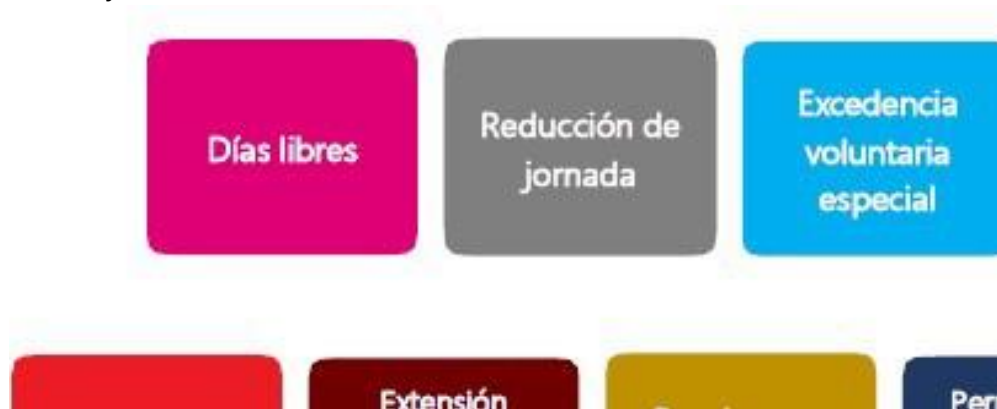 Días libres
Reducción de
jornada
Excedencia
voluntaria
especial
Extensión